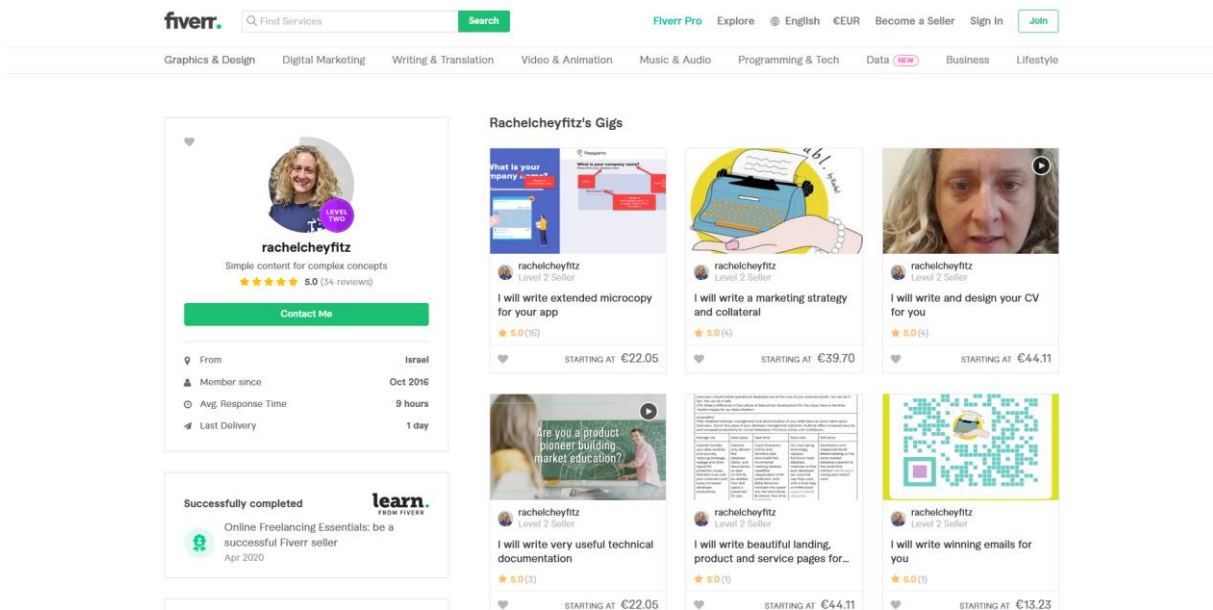 fiverr.
Find Services
Search
Fiverr Pro
Explore
English
€EUR
Become a Seller
Sign In
Join
Graphics & Design
Digital Marketing
Writing & Translation
Video & Animation
Music & Audio
Programming & Tech
Data NEW
Business
Lifestyle
LEVEL
TWO
rachelcheyfitz
Simple content for complex concepts
5.0 (34 reviews)
Contact Me
From Israel
Member since Oct 2016
Avg. Response Time 9 hours
Last Delivery 1 day
Successfully completed
learn.
FROM FIVERR
Online Freelancing Essentials: be a
successful Fiverr seller
Apr 2020
Rachelcheyfitz's Gigs
What is your
company name?
rachelcheyfitz
Level 2 Seller
I will write extended microcopy
for your app
5.0 (16)
STARTING AT €22.05
abl.
by Rachel
rachelcheyfitz
Level 2 Seller
I will write a marketing strategy
and collateral
5.0 (4)
STARTING AT €39.70
rachelcheyfitz
Level 2 Seller
I will write and design your CV
for you
5.0 (4)
STARTING AT €44.11
Are you a product
pioneer building
market education?
rachelcheyfitz
Level 2 Seller
I will write very useful technical
documentation
5.0 (3)
STARTING AT €22.05
rachelcheyfitz
Level 2 Seller
I will write beautiful landing,
product and service pages for...
5.0 (1)
STARTING AT €44.11
rachelcheyfitz
Level 2 Seller
I will write winning emails for
you
5.0 (1)
STARTING AT €13.23